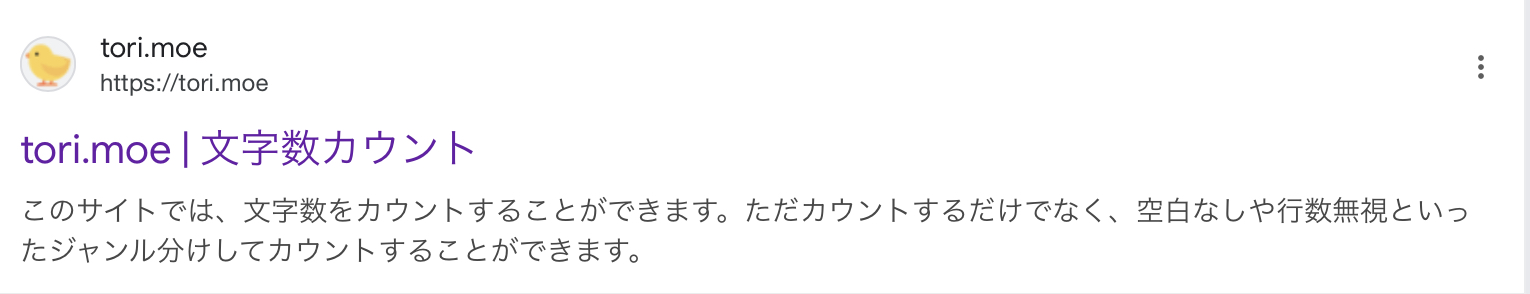 tori.moe
https://tori.moe
tori.moe | 文字数カウント
このサイトでは、文字数をカウントすることができます。ただカウントするだけでなく、空白なしや行数無視といっ
たジャンル分けしてカウントすることができます。